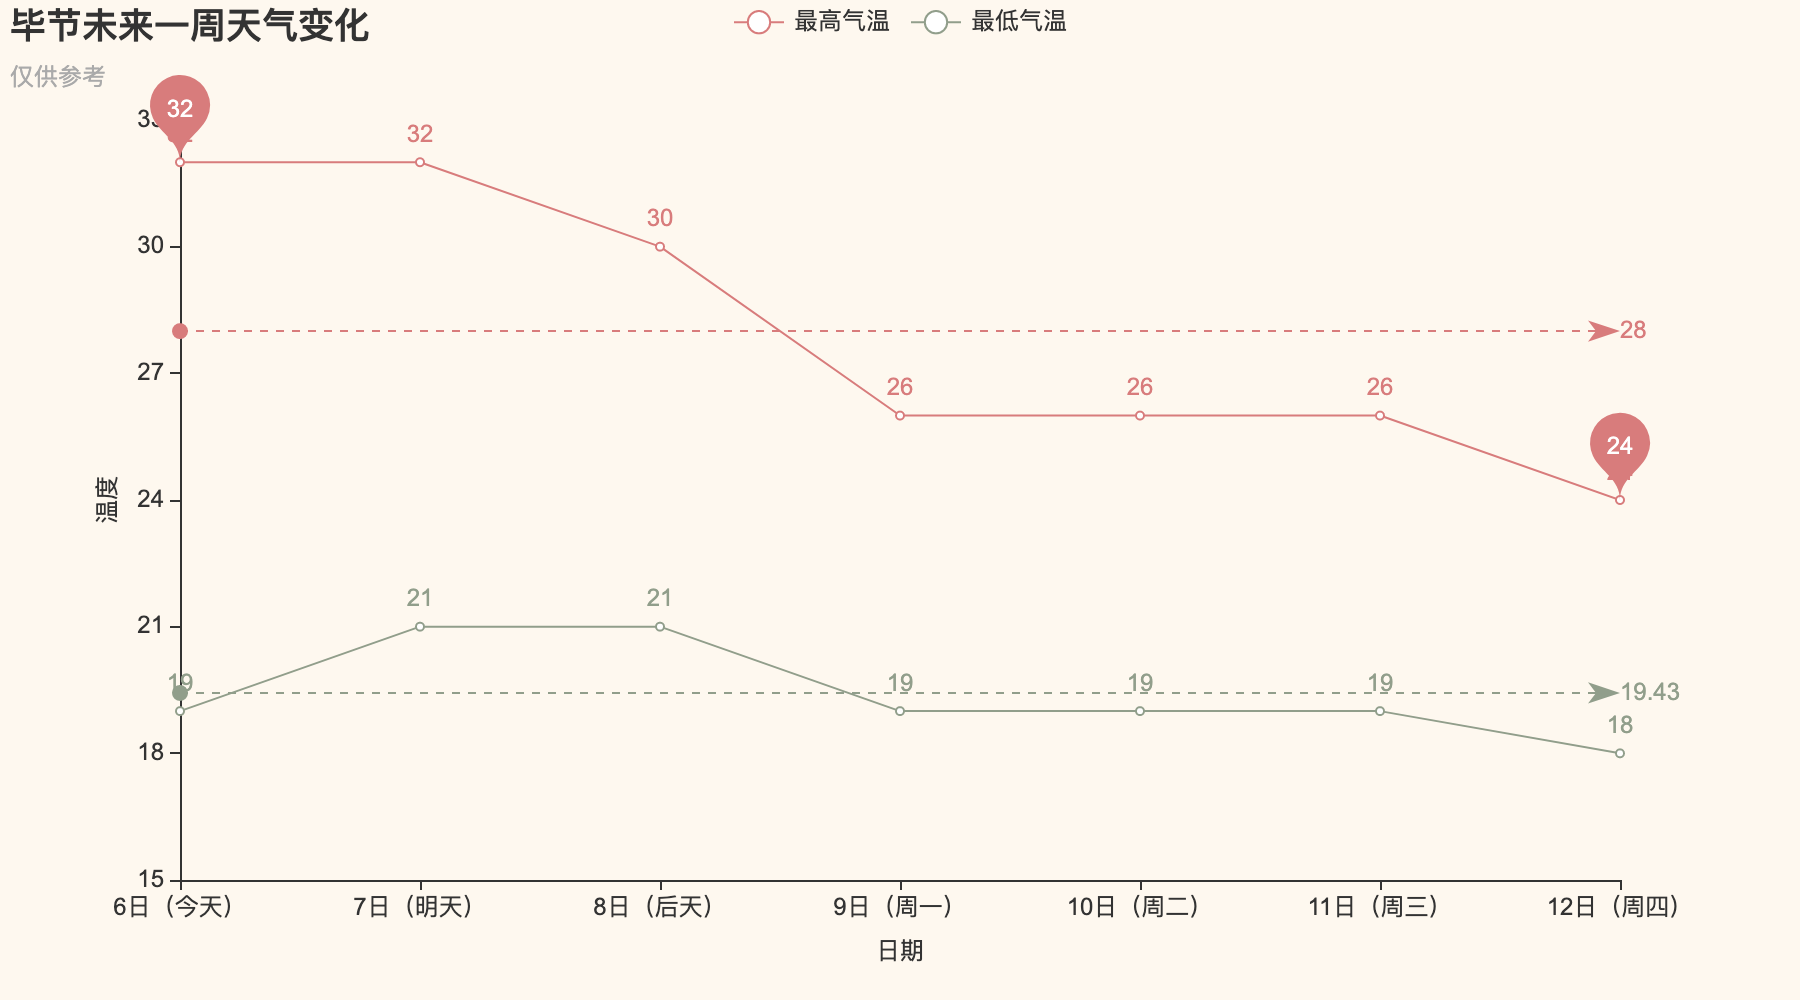 毕节未来一周天气变化
仅供参考
最高气温 最低气温
32
32
30
28
26 26 26
24
21 21
19 19 19 19
19.43
18
温度
30
27
24
21
18
15
6日（今天） 7日（明天） 8日（后天） 9日（周一） 10日（周二） 11日（周三） 12日（周四）
日期